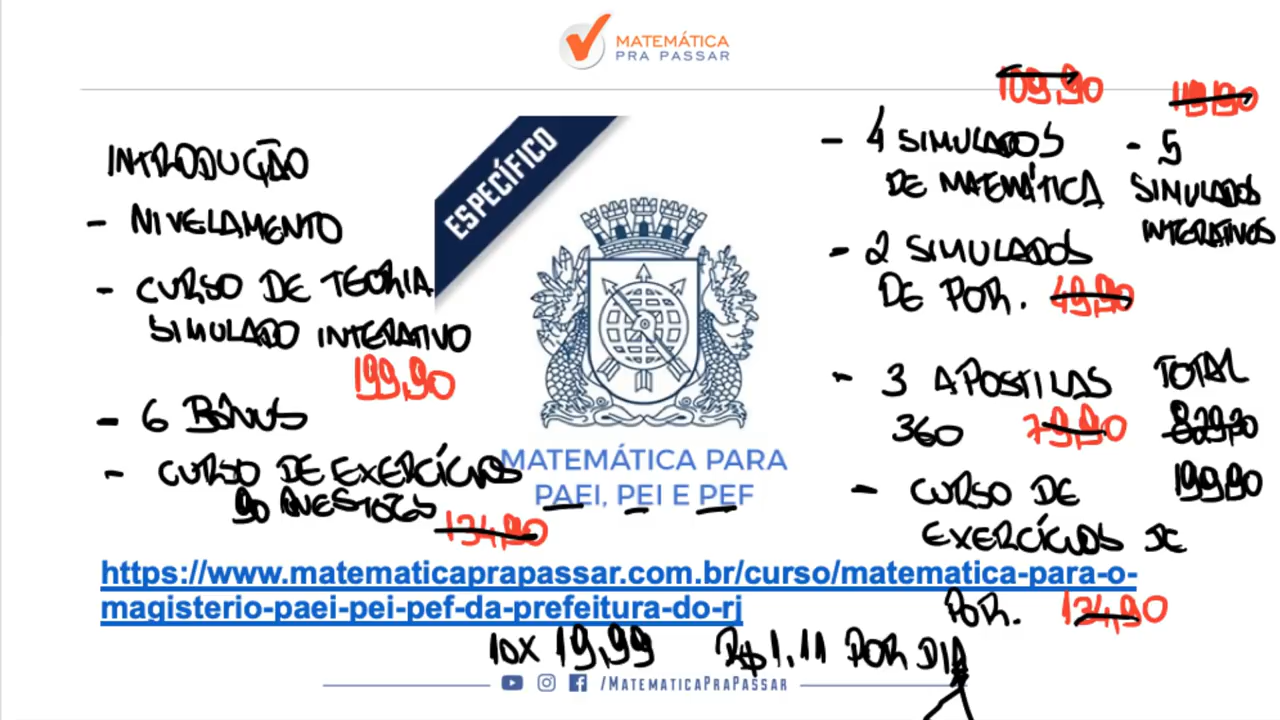 MATEMÁTICA
PRA PASSAR
INTRODUÇÃO
- NIVELAMENTO
- CURSO DE TEORIA
SIMULADO INTERATIVO
199,90
- 6 BÔNUS
- CURSO DE EXERCÍCIOS
90 QUESTÕES
134,90
ESPECÍFICO
MATEMÁTICA PARA
PAEI, PEI E PEF
109,90
- 4 SIMULADOS
DE MATEMÁTICA
- 2 SIMULADOS
DE POR. 49,90
- 3 APOSTILAS
360 79,90
- CURSO DE
EXERCÍCIOS DE
POR. 134,90
- 5
SIMULADOS
INTERATIVOS
TOTAL
199,90
https://www.matematicaprapassar.com.br/curso/matematica-para-o-
magisterio-paei-pei-pef-da-prefeitura-do-rj
10X 19,99 R$1,11 POR DIA
/MATEMATICAPRAPASSAR